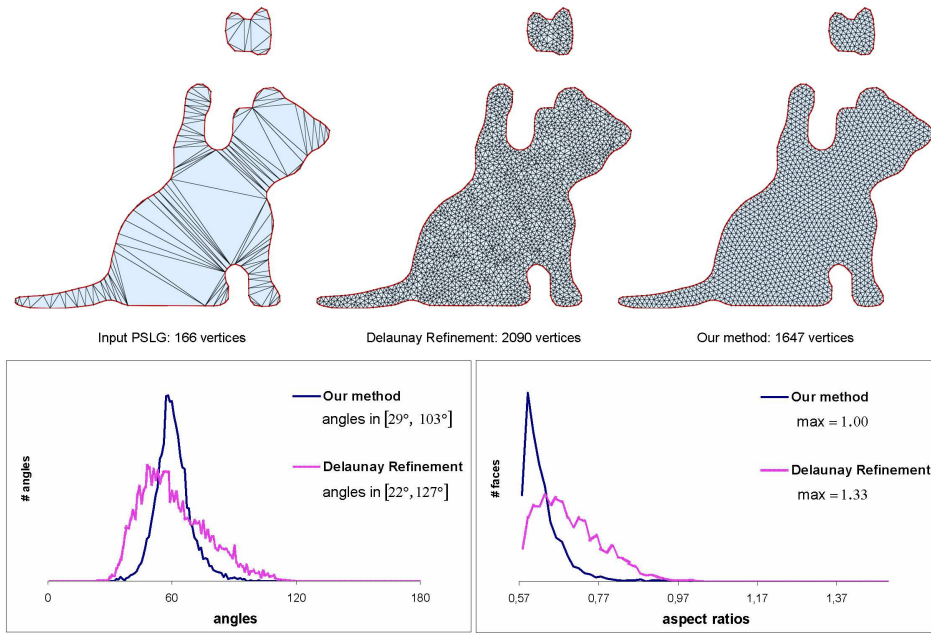 Input PSLG: 166 vertices
Delaunay Refinement: 2090 vertices
Our method: 1647 vertices
# angles
Our method
angles in [29°, 103°]
Delaunay Refinement
angles in [22°,127°]
0
60
120
180
angles
# faces
Our method
max = 1.00
Delaunay Refinement
max = 1.33
0,57
0,77
0,97
1,17
1,37
aspect ratios